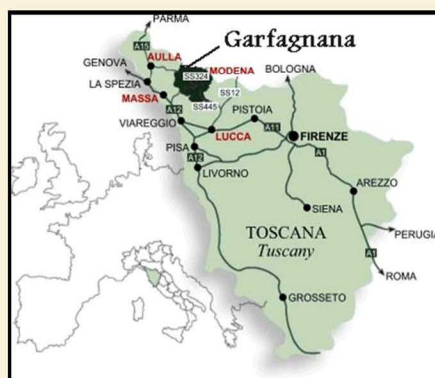 PARMA
Garfagnana
GENOVA
A15
AULLA
SS324
MODENA
BOLOGNA
LA SPEZIA
SS12
MASSA
A12
SS445
PISTOIA
VIAREGGIO
A11
FIRENZE
LUCCA
PISA
A12
A1
LIVORNO
AREZZO
SIENA
TOSCANA
PERUGIA
Tuscany
A1
ROMA
GROSSETO